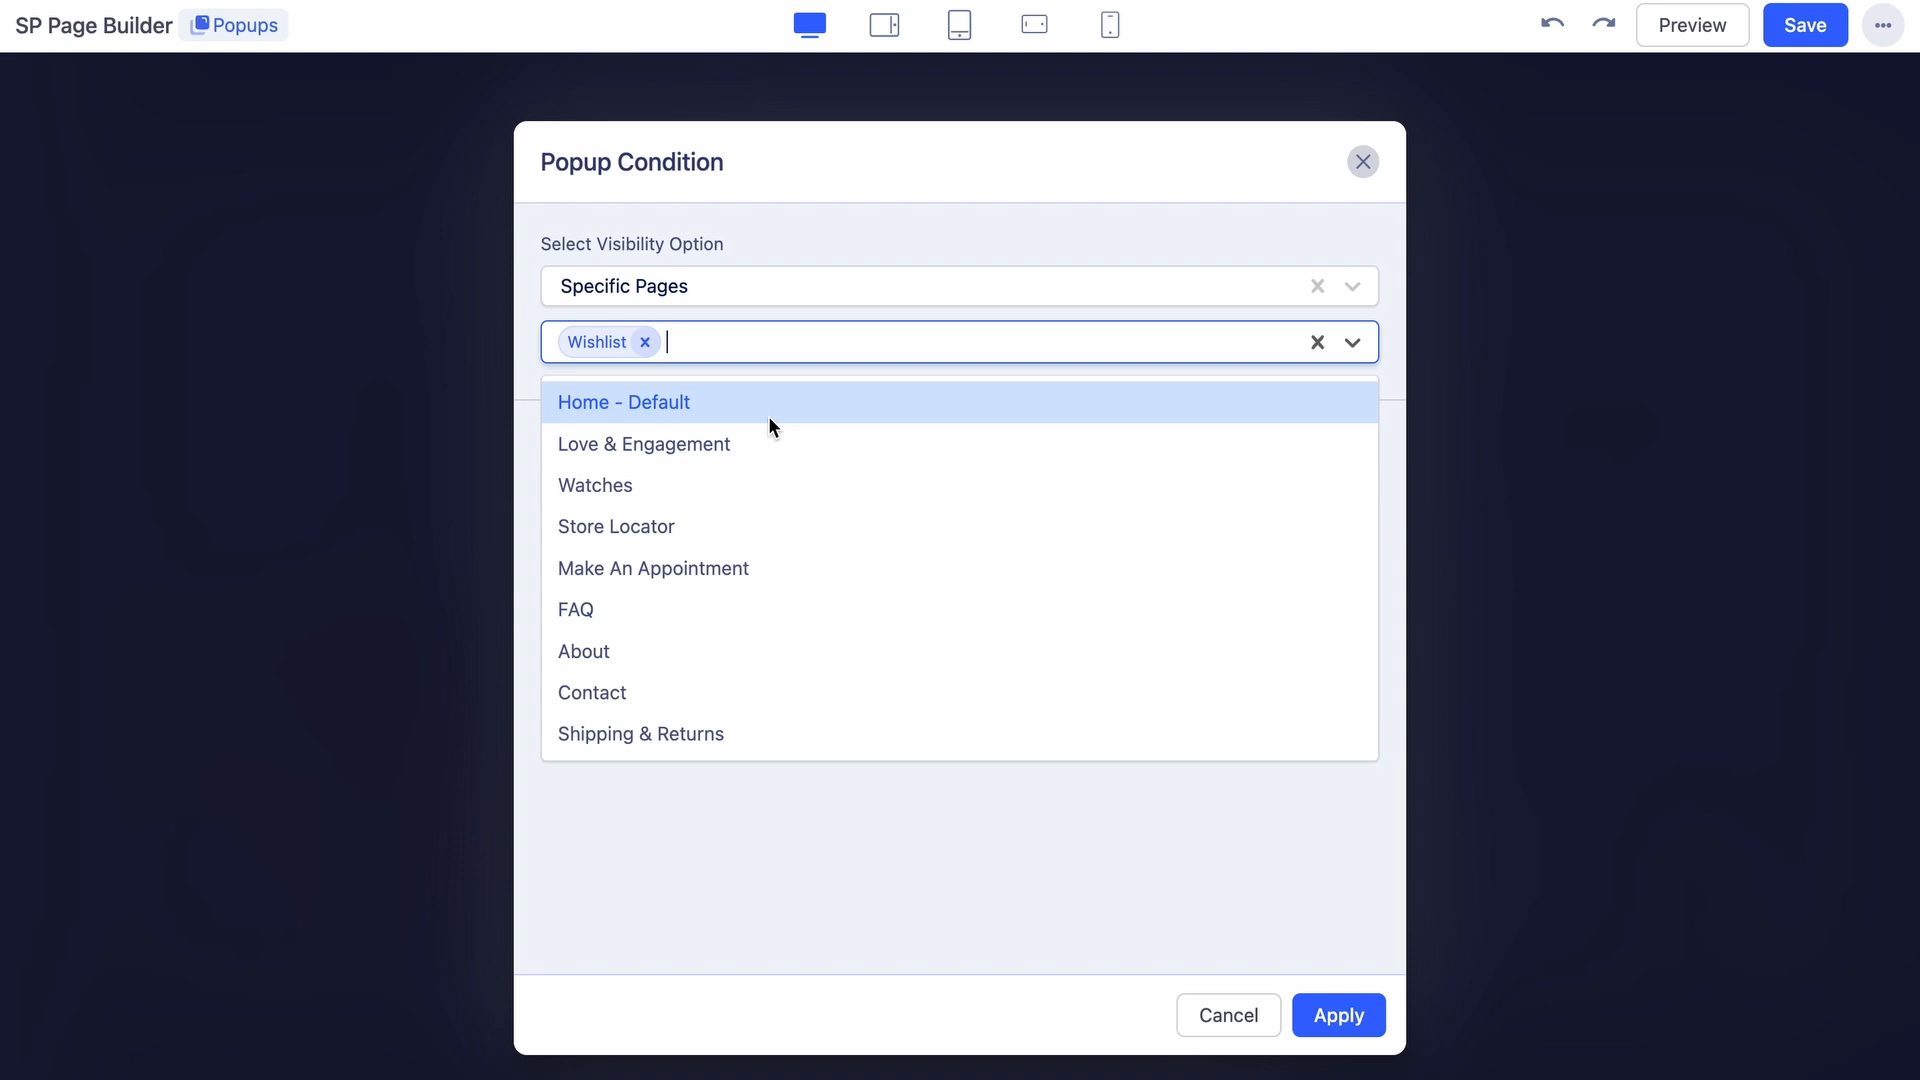 SP Page Builder Popups Preview Save
Popup Condition
Select Visibility Option
Specific Pages
Wishlist
Home - Default
Love & Engagement
Watches
Store Locator
Make An Appointment
FAQ
About
Contact
Shipping & Returns
Cancel Apply